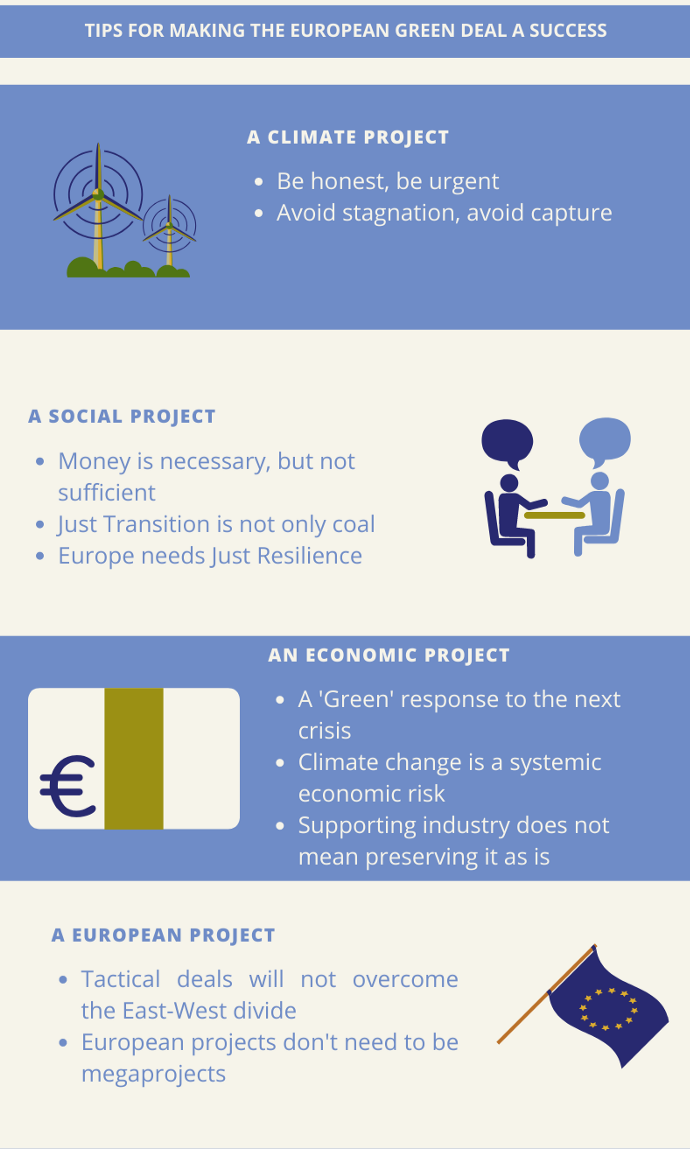 TIPS FOR MAKING THE EUROPEAN GREEN DEAL A SUCCESS
A CLIMATE PROJECT
• Be honest, be urgent
• Avoid stagnation, avoid capture
A SOCIAL PROJECT
• Money is necessary, but not
sufficient
• Just Transition is not only coal
• Europe needs Just Resilience
AN ECONOMIC PROJECT
• A 'Green' response to the next
crisis
• Climate change is a systemic
economic risk
• Supporting industry does not
mean preserving it as is
€
A EUROPEAN PROJECT
• Tactical deals will not overcome
the East-West divide
• European projects don't need to be
megaprojects